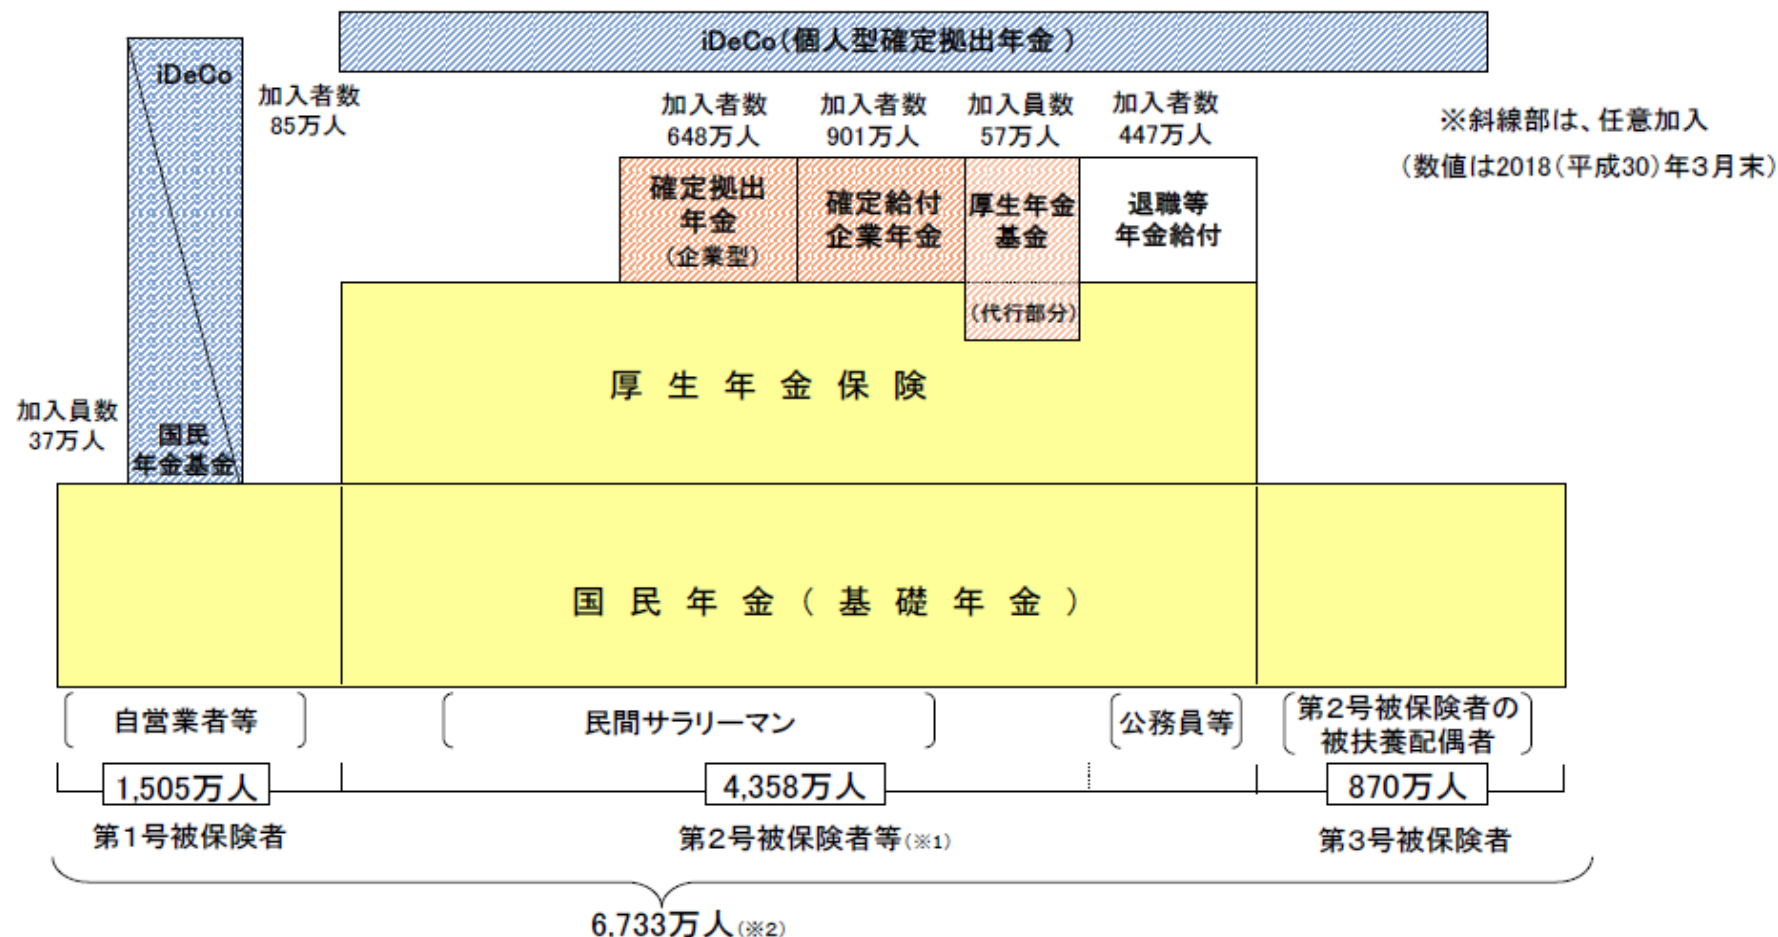 iDeCo(個人型確定拠出年金 )
iDeCo
加入者数
85万人
加入者数
648万人
加入者数
901万人
加入員数
57万人
加入者数
447万人
※斜線部は、任意加入
(数値は2018(平成30)年3月末)
確定拠出
年金
(企業型)
確定給付
企業年金
厚生年金
基金
(代行部分)
退職等
年金給付
厚生年金保険
加入員数
37万人
国民
年金基金
国民年金(基礎年金)
自営業者等
民間サラリーマン
公務員等
第2号被保険者の
被扶養配偶者
1,505万人
4,358万人
870万人
第1号被保険者
第2号被保険者等(※1)
第3号被保険者
6,733万人(※2)